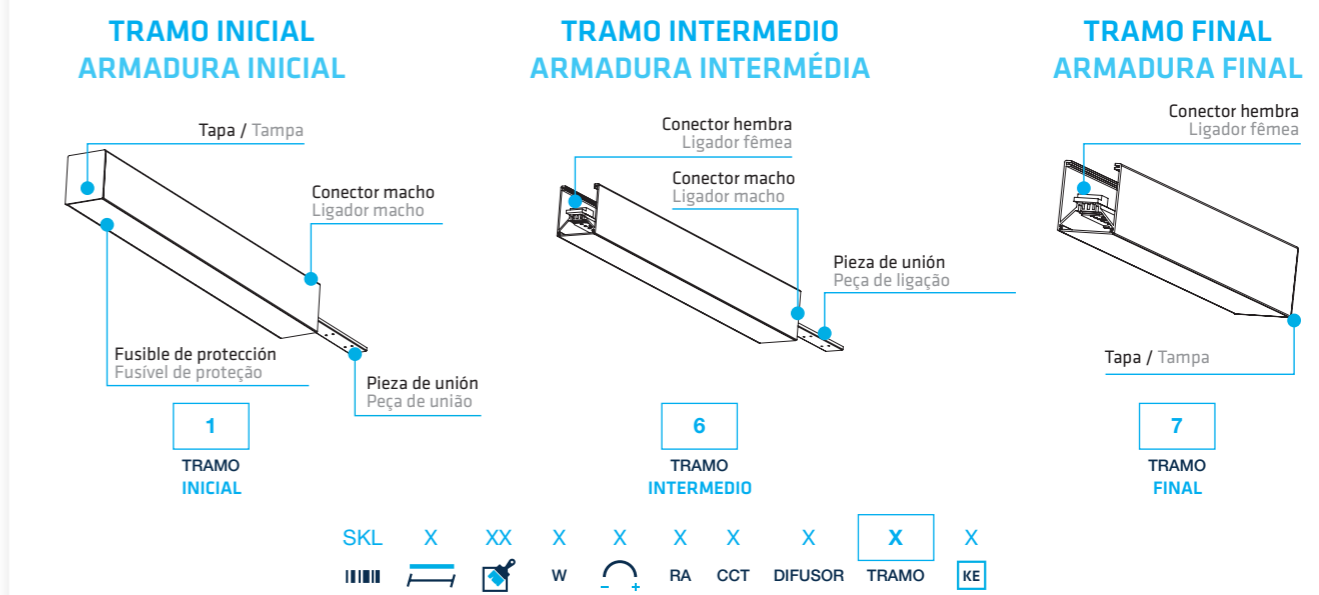 TRAMO INICIAL
ARMADURA INICIAL
Tapa / Tampa
Conector macho
Ligador macho
Fusible de protección
Fusível de proteção
Pieza de unión
Peça de união
1
TRAMO
INICIAL
TRAMO INTERMEDIO
ARMADURA INTERMÉDIA
Conector hembra
Ligador fêmea
Conector macho
Ligador macho
Pieza de unión
Peça de ligação
6
TRAMO
INTERMEDIO
TRAMO FINAL
ARMADURA FINAL
Conector hembra
Ligador fêmea
Tapa / Tampa
7
TRAMO
FINAL
SKL X XX X X X X X X X
W - + RA CCT DIFUSOR TRAMO KE